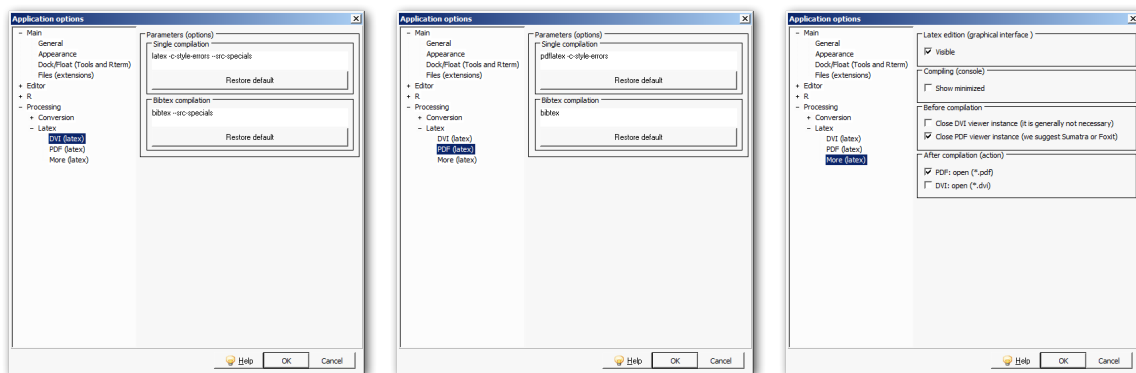 Application options
− Main
General
Appearance
Dock/Float (Tools and Rterm)
Files (extensions)
+ Editor
+ R
− Processing
+ Conversion
− Latex
DVI (latex)
PDF (latex)
More (latex)
Parameters (options)
Single compilation
latex -c-style-errors --src-specials
Restore default
Bibtex compilation
bibtex --src-specials
Restore default
Help
OK
Cancel
Application options
− Main
General
Appearance
Dock/Float (Tools and Rterm)
Files (extensions)
+ Editor
+ R
− Processing
+ Conversion
− Latex
DVI (latex)
PDF (latex)
More (latex)
Parameters (options)
Single compilation
pdflatex -c-style-errors
Restore default
Bibtex compilation
bibtex
Restore default
Help
OK
Cancel
Application options
− Main
General
Appearance
Dock/Float (Tools and Rterm)
Files (extensions)
+ Editor
+ R
− Processing
+ Conversion
− Latex
DVI (latex)
PDF (latex)
More (latex)
Latex edition (graphical interface )
Visible
Compiling (console)
Show minimized
Before compilation
Close DVI viewer instance (it is generally not necessary)
Close PDF viewer instance (we suggest Sumatra or Foxit)
After compilation (action)
PDF: open (*.pdf)
DVI: open (*.dvi)
Help
OK
Cancel